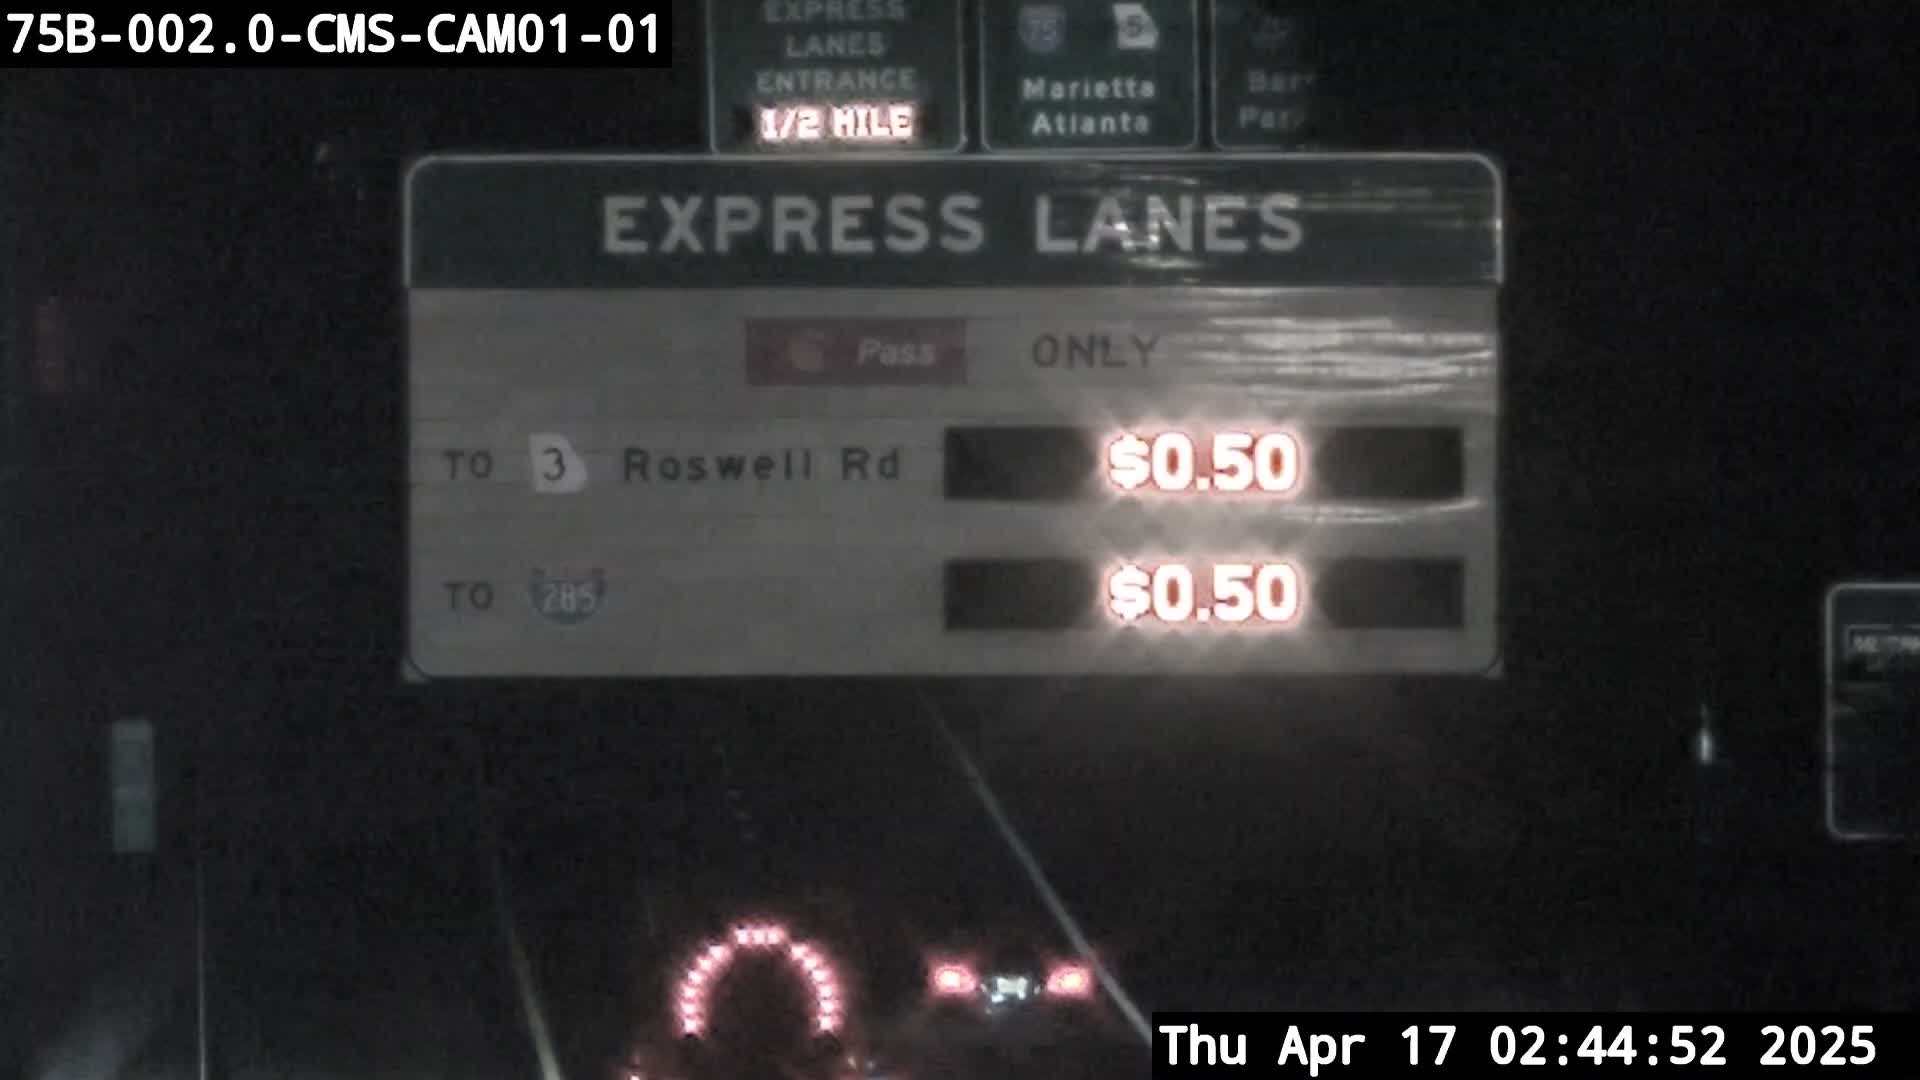 75B-002.0-CMS-CAM01-01
EXPRESS
LANES
ENTRANCE
1/2 MILE
75 5
Marietta
Atlanta
EXPRESS LANES
Pass ONLY
TO 3 Roswell Rd $0.50
TO 285 $0.50
Thu Apr 17 02:44:52 2025